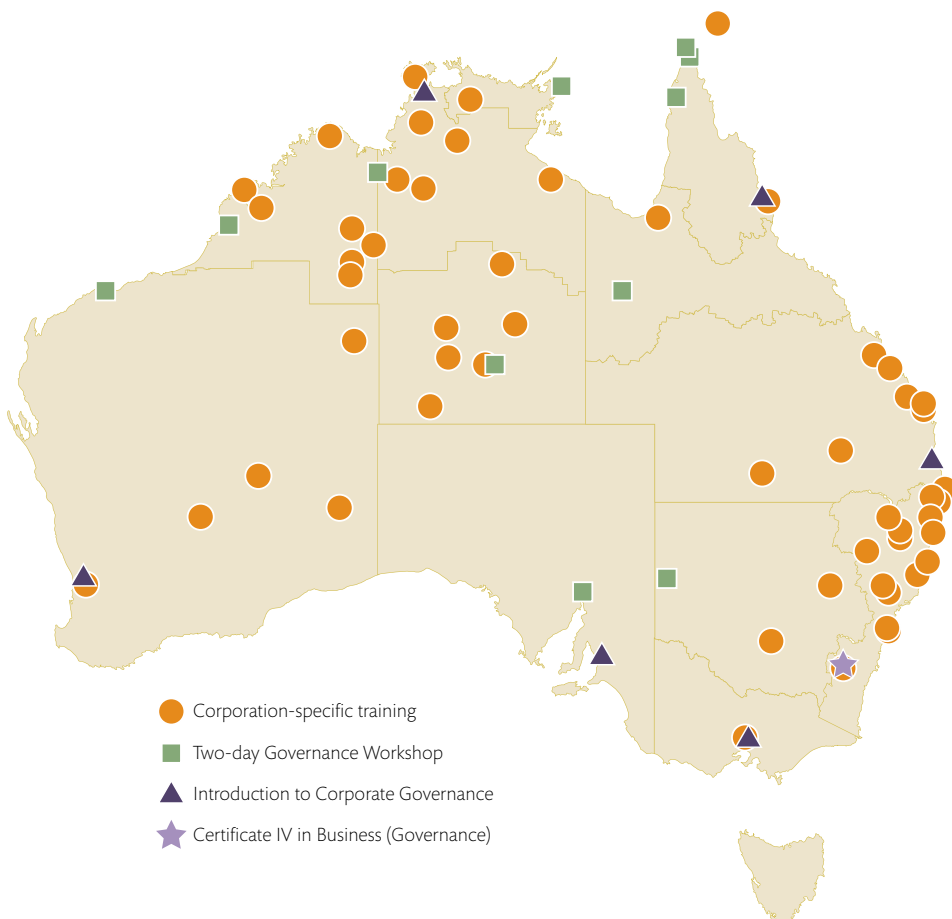 Corporation-specific training
Two-day Governance Workshop
Introduction to Corporate Governance
Certificate IV in Business (Governance)